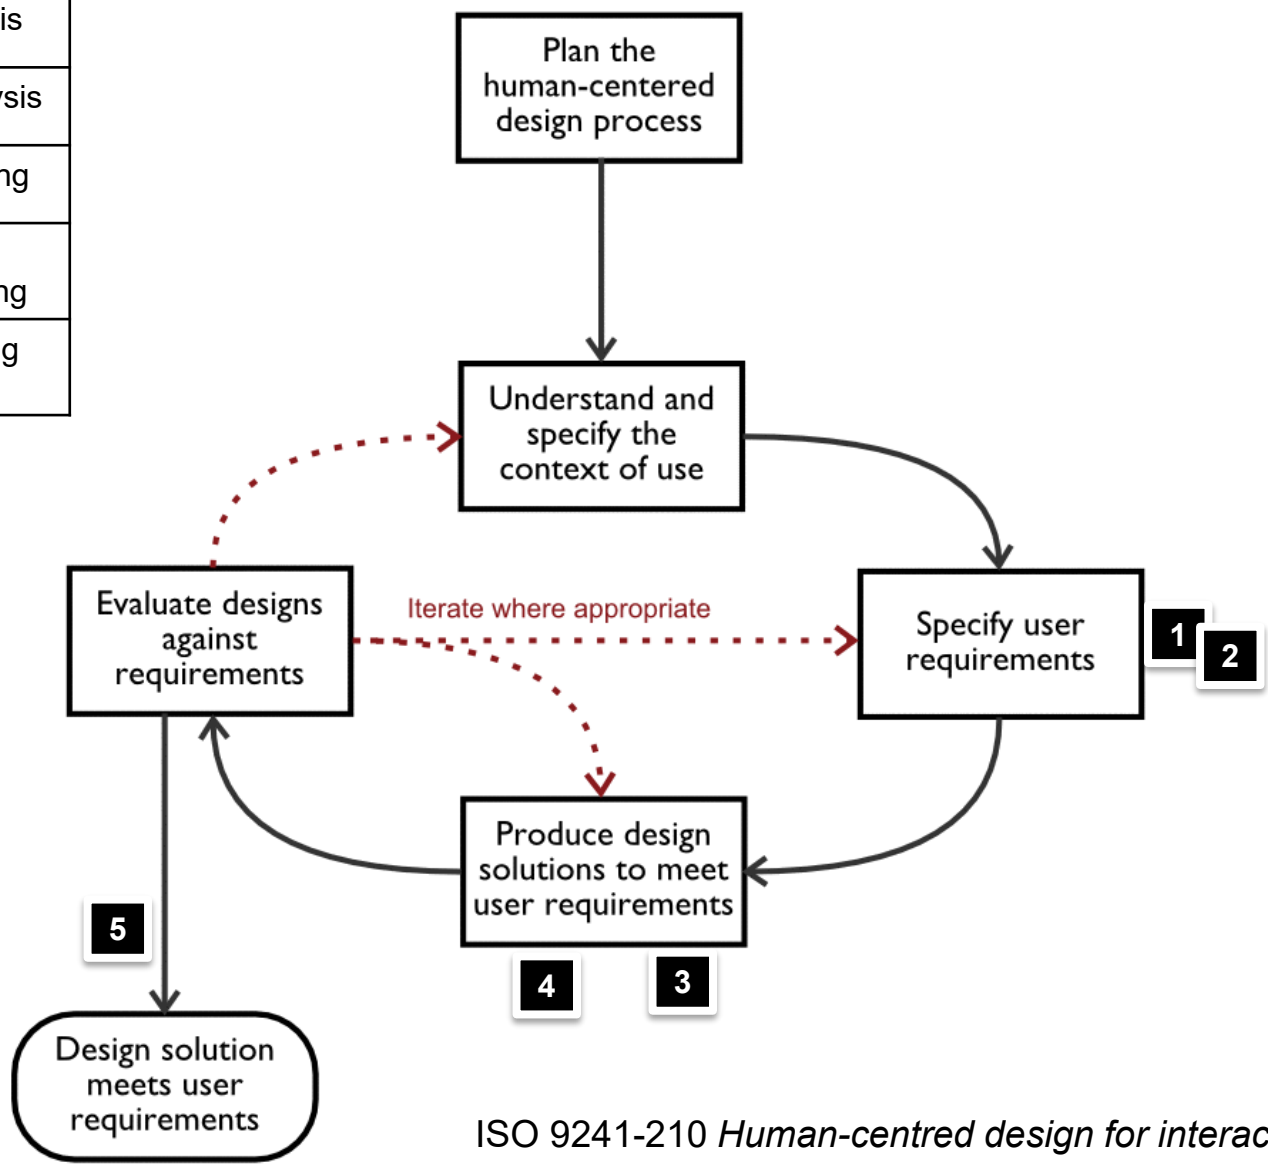 is
ysis
ng
ng
g
Plan the
human-centered
design process
Understand and
specify the
context of use
Evaluate designs
against
requirements
Iterate where appropriate
Specify user
requirements
1
2
Produce design
solutions to meet
user requirements
5
4
3
Design solution
meets user
requirements
ISO 9241-210 Human-centred design for interac